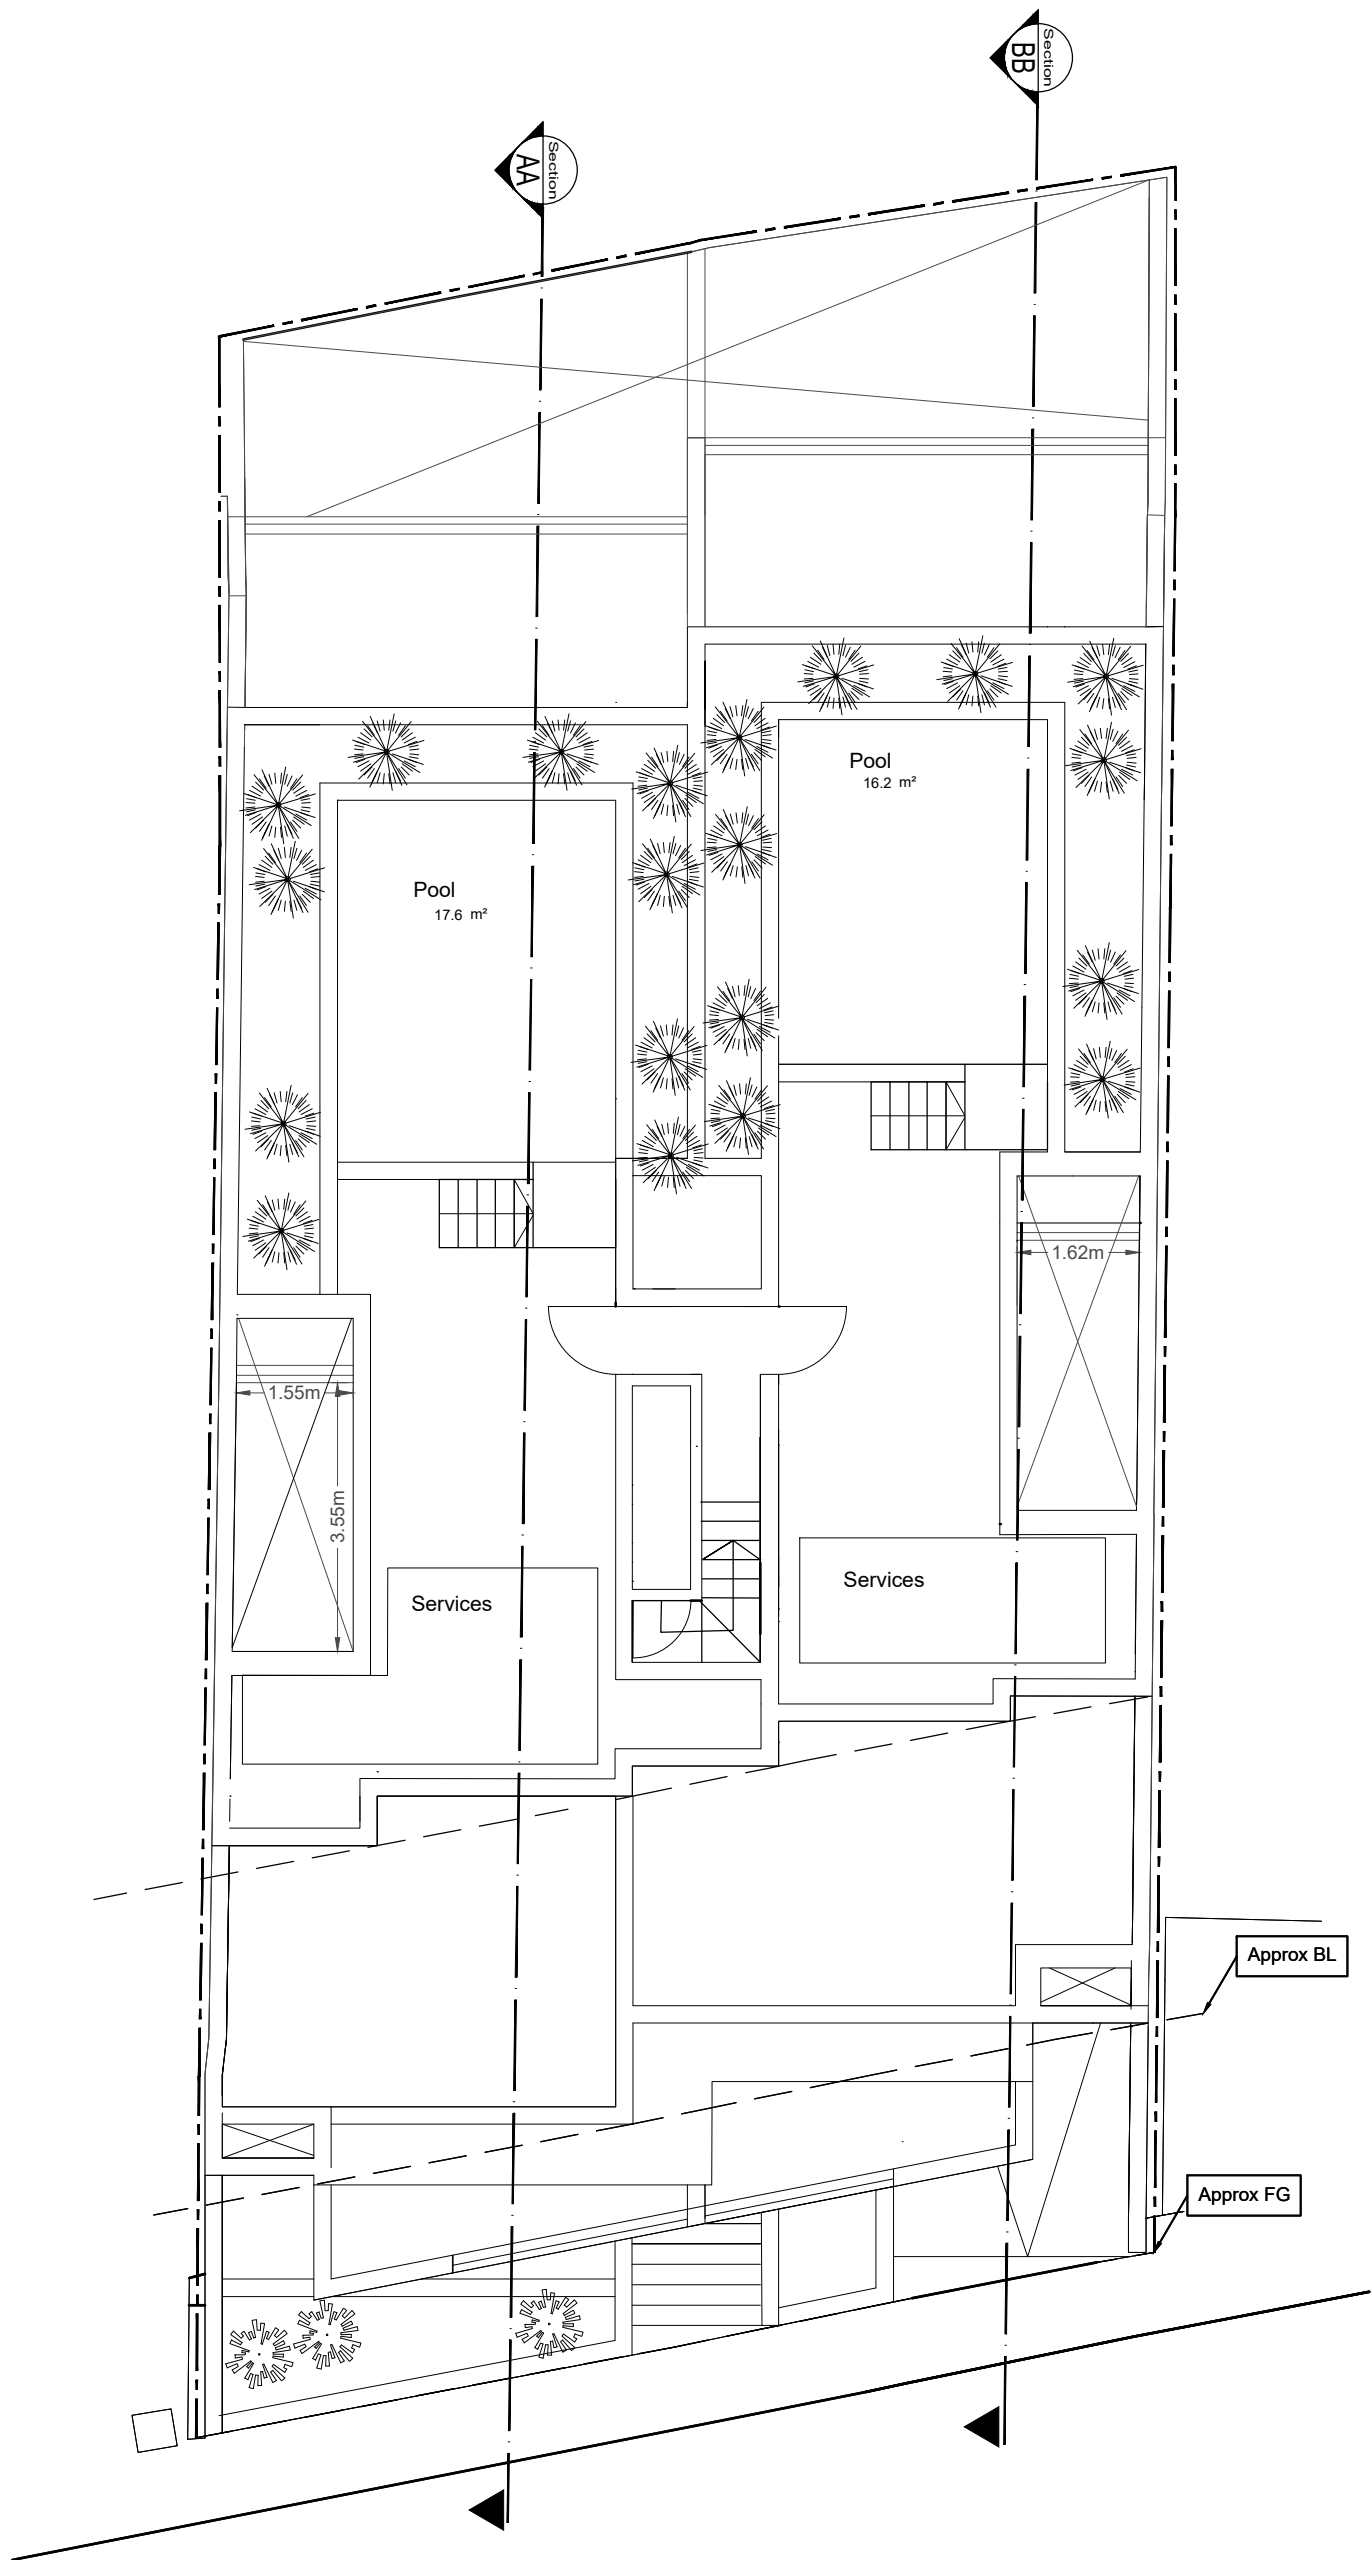 Section
BB
Section
AA
Pool
16.2 m²
Pool
17.6 m²
1.62m
1.55m
3.55m
Services
Services
Approx BL
Approx FG